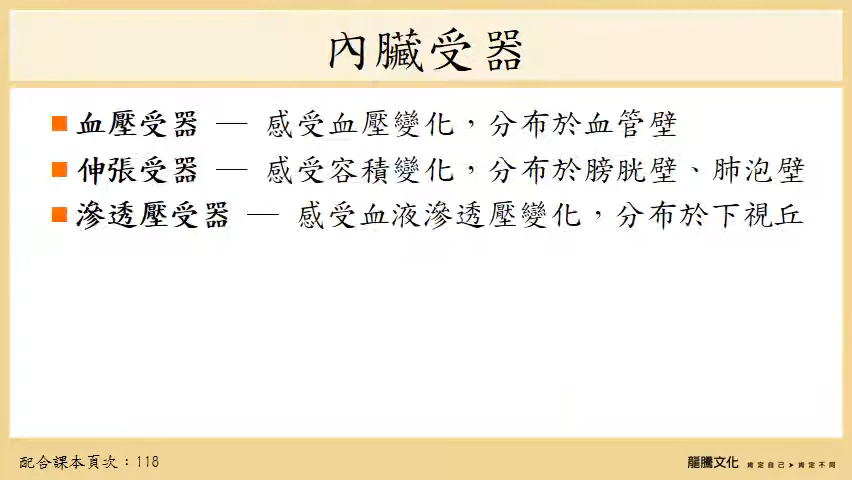 內臟受器
血壓受器 — 感受血壓變化，分布於血管壁
伸張受器 — 感受容積變化，分布於膀胱壁、肺泡壁
滲透壓受器 — 感受血液滲透壓變化，分布於下視丘
配合課本頁次：118
龍騰文化 肯定自己➤肯定不同